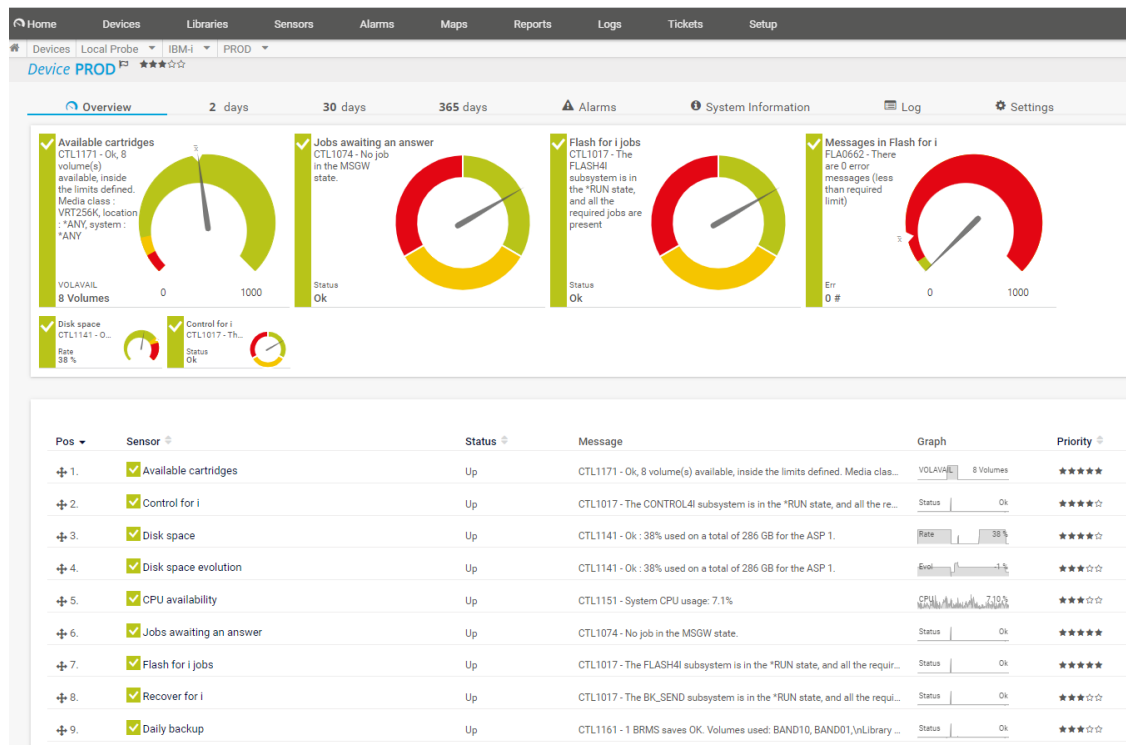 Home Devices Libraries Sensors Alarms Maps Reports Logs Tickets Setup
Devices Local Probe IBM-i PROD
Device PROD
Overview 2 days 30 days 365 days Alarms System Information Log Settings
Available cartridges
CTL1171 - Ok, 8
volume(s)
available, inside
the limits defined.
Media class :
VRT256K, location
: *ANY, system :
*ANY
VOLAVAIL
8 Volumes
0 1000
Jobs awaiting an answer
CTL1074 - No job
in the MSGW
state.
Status
Ok
Flash for i jobs
CTL1017 - The
FLASH4I
subsystem is in
the *RUN state,
and all the
required jobs are
present
Status
Ok
Messages in Flash for i
FLA0662 - There
are 0 error
messages (less
than required
limit)
Err
0 #
0 1000
Disk space
CTL1141 - O...
Rate
38 %
Control for i
CTL1017 - Th...
Status
Ok
Pos Sensor Status Message Graph Priority
1. Available cartridges Up CTL1171 - Ok, 8 volume(s) available, inside the limits defined. Media clas... VOLAVAIL 8 Volumes
2. Control for i Up CTL1017 - The CONTROL4I subsystem is in the *RUN state, and all the re... Status Ok
3. Disk space Up CTL1141 - Ok : 38% used on a total of 286 GB for the ASP 1. Rate 38 %
4. Disk space evolution Up CTL1141 - Ok : 38% used on a total of 286 GB for the ASP 1. Evol -1 %
5. CPU availability Up CTL1151 - System CPU usage: 7.1% CPU 7.10 %
6. Jobs awaiting an answer Up CTL1074 - No job in the MSGW state. Status Ok
7. Flash for i jobs Up CTL1017 - The FLASH4I subsystem is in the *RUN state, and all the requir... Status Ok
8. Recover for i Up CTL1017 - The BK_SEND subsystem is in the *RUN state, and all the requi... Status Ok
9. Daily backup Up CTL1161 - 1 BRMS saves OK. Volumes used: BAND10, BAND01,\nLibrary ... Status Ok